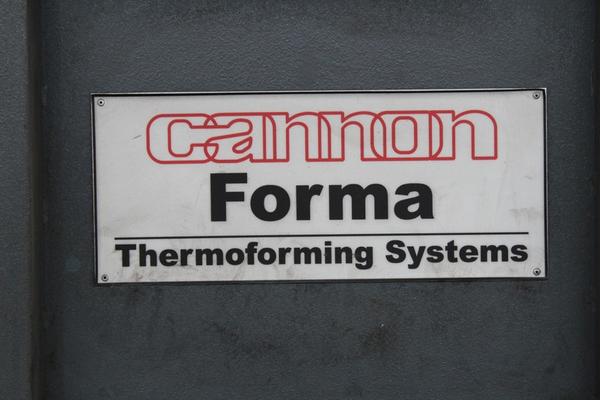 cannon
Forma
Thermoforming Systems